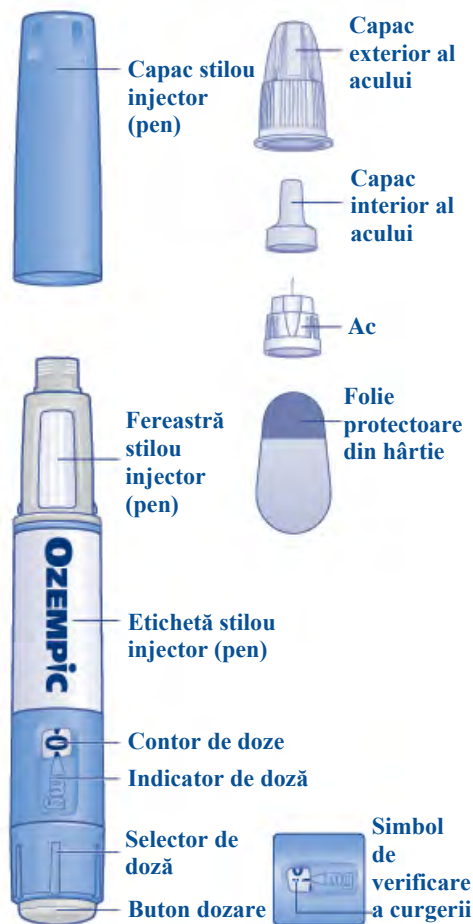 Capac stilou
injector
(pen)
Capac
exterior al
acului
Capac
interior al
acului
Ac
Folie
protectoare
din hârtie
Fereastră
stilou
injector
(pen)
OZEMPIC
Etichetă stilou
injector (pen)
0
mg
Contor de doze
Indicator de doză
Selector de
doză
Buton dozare
0
mg
Simbol
de
verificare
a curgerii